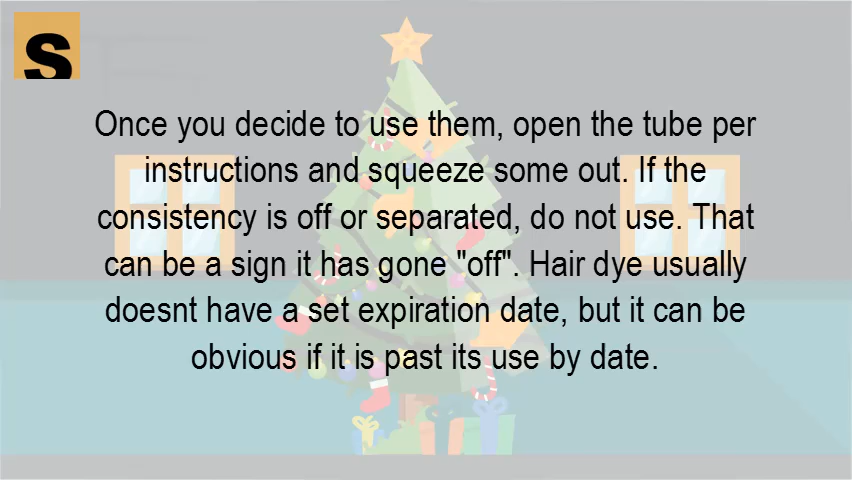 S
Once you decide to use them, open the tube per
instructions and squeeze some out. If the
consistency is off or separated, do not use. That
can be a sign it has gone "off". Hair dye usually
doesnt have a set expiration date, but it can be
obvious if it is past its use by date.